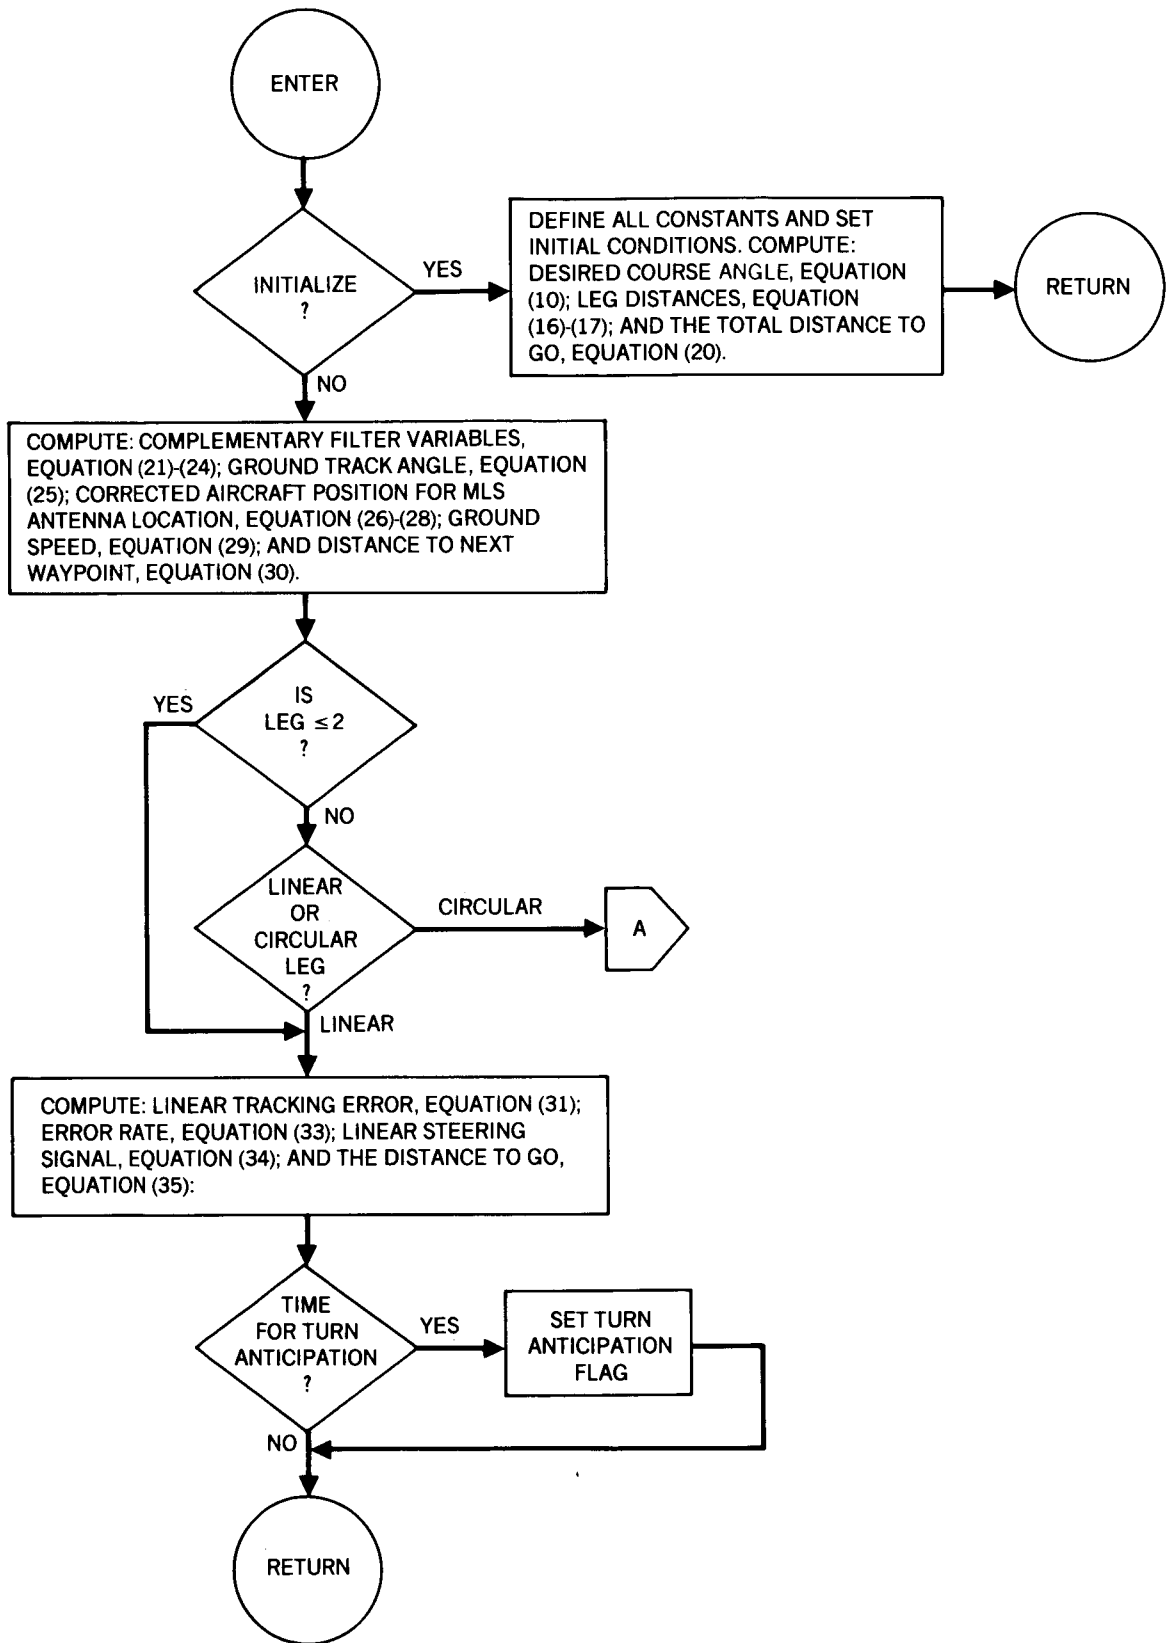 ENTER
INITIALIZE
?
YES
DEFINE ALL CONSTANTS AND SET
INITIAL CONDITIONS. COMPUTE:
DESIRED COURSE ANGLE, EQUATION
(10); LEG DISTANCES, EQUATION
(16)-(17); AND THE TOTAL DISTANCE TO
GO, EQUATION (20).
RETURN
NO
COMPUTE: COMPLEMENTARY FILTER VARIABLES,
EQUATION (21)-(24); GROUND TRACK ANGLE, EQUATION
(25); CORRECTED AIRCRAFT POSITION FOR MLS
ANTENNA LOCATION, EQUATION (26)-(28); GROUND
SPEED, EQUATION (29); AND DISTANCE TO NEXT
WAYPOINT, EQUATION (30).
IS
LEG ≤ 2
?
YES
NO
LINEAR
OR
CIRCULAR
LEG
?
CIRCULAR
A
LINEAR
COMPUTE: LINEAR TRACKING ERROR, EQUATION (31);
ERROR RATE, EQUATION (33); LINEAR STEERING
SIGNAL, EQUATION (34); AND THE DISTANCE TO GO,
EQUATION (35):
TIME
FOR TURN
ANTICIPATION
?
YES
SET TURN
ANTICIPATION
FLAG
NO
RETURN